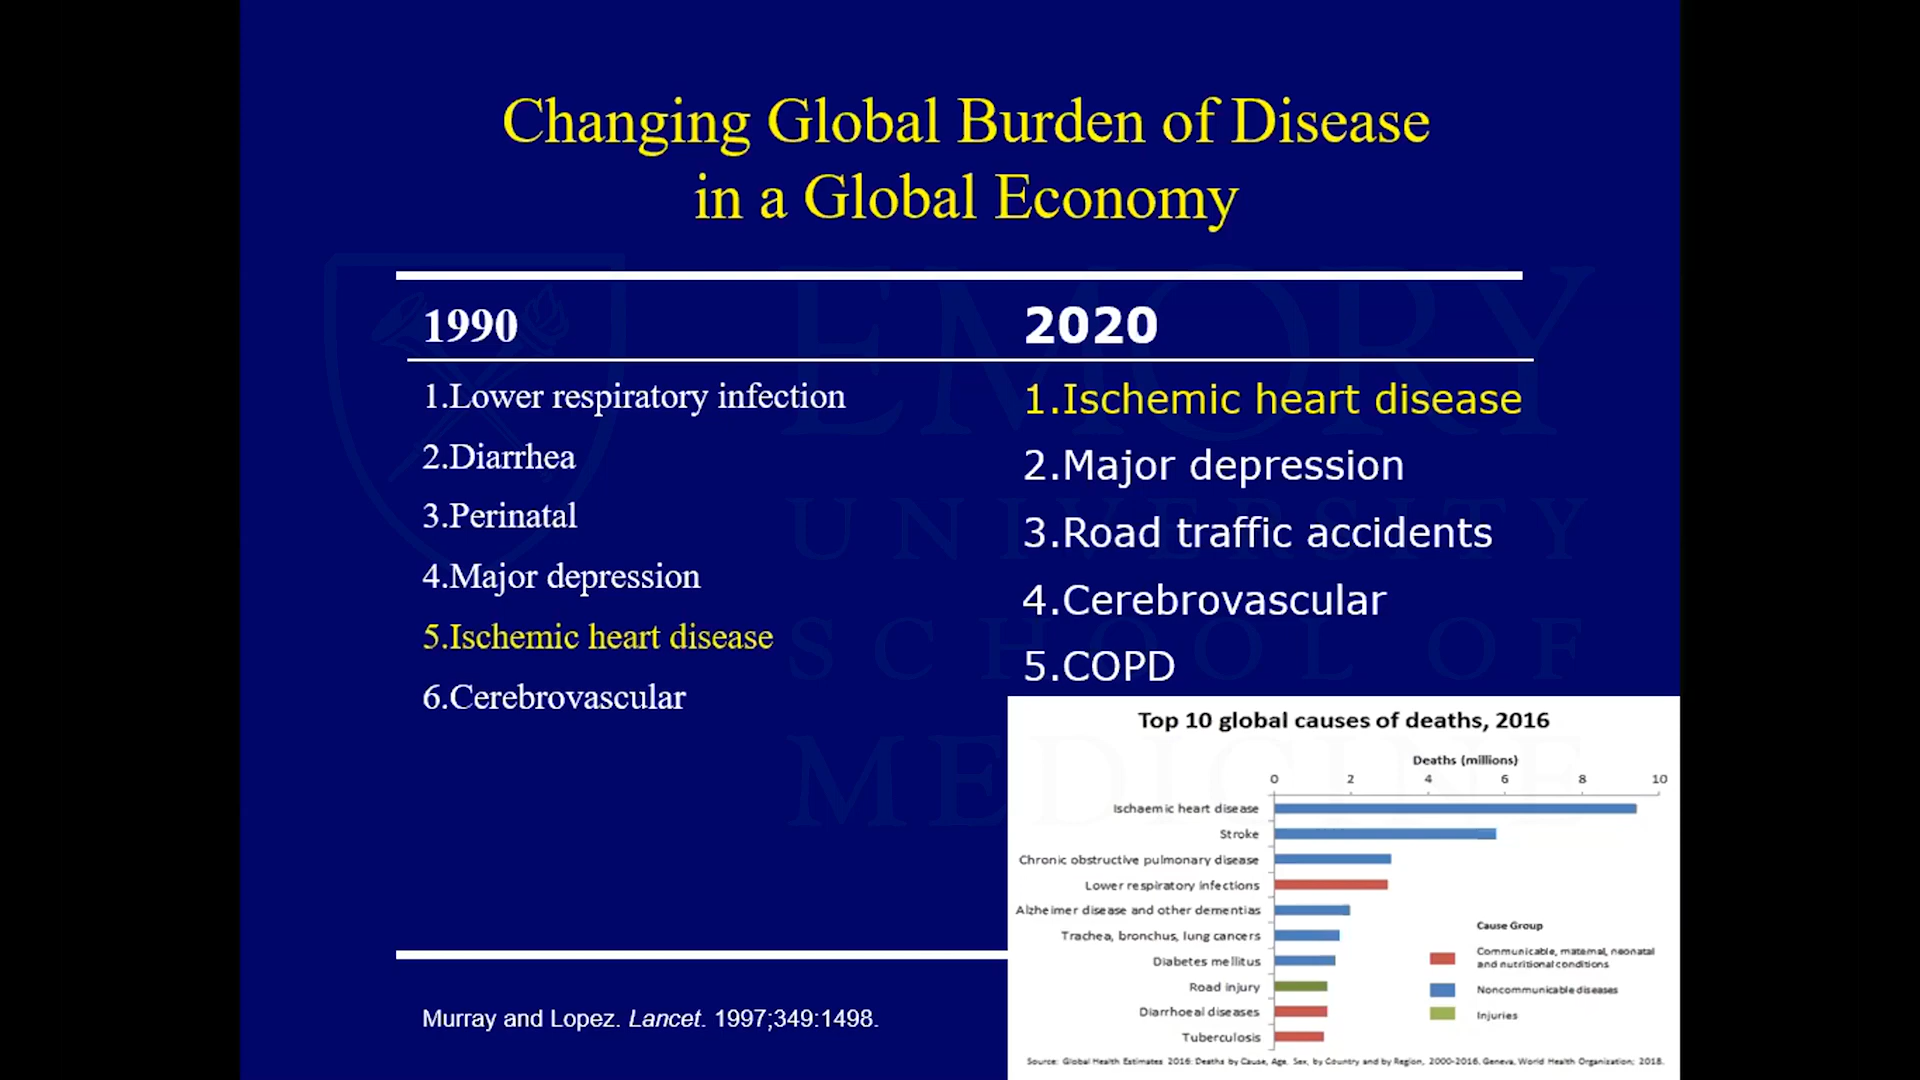 Changing Global Burden of Disease
in a Global Economy
1990
1.Lower respiratory infection
2.Diarrhea
3.Perinatal
4.Major depression
5.Ischemic heart disease
6.Cerebrovascular
2020
1.Ischemic heart disease
2.Major depression
3.Road traffic accidents
4.Cerebrovascular
5.COPD
EMORY
UNIVERSITY
SCHOOL OF
MEDICINE
Murray and Lopez. Lancet. 1997;349:1498.
Top 10 global causes of deaths, 2016
Deaths (millions)
0 2 4 6 8 10
Ischaemic heart disease
Stroke
Chronic obstructive pulmonary disease
Lower respiratory infections
Alzheimer disease and other dementias
Trachea, bronchus, lung cancers
Diabetes mellitus
Road injury
Diarrhoeal diseases
Tuberculosis
Cause Group
Communicable, maternal, neonatal
and nutritional conditions
Noncommunicable diseases
Injuries
Source: Global Health Estimates 2016: Deaths by Cause, Age, Sex, by Country and by Region, 2000-2016. Geneva, World Health Organization; 2018.